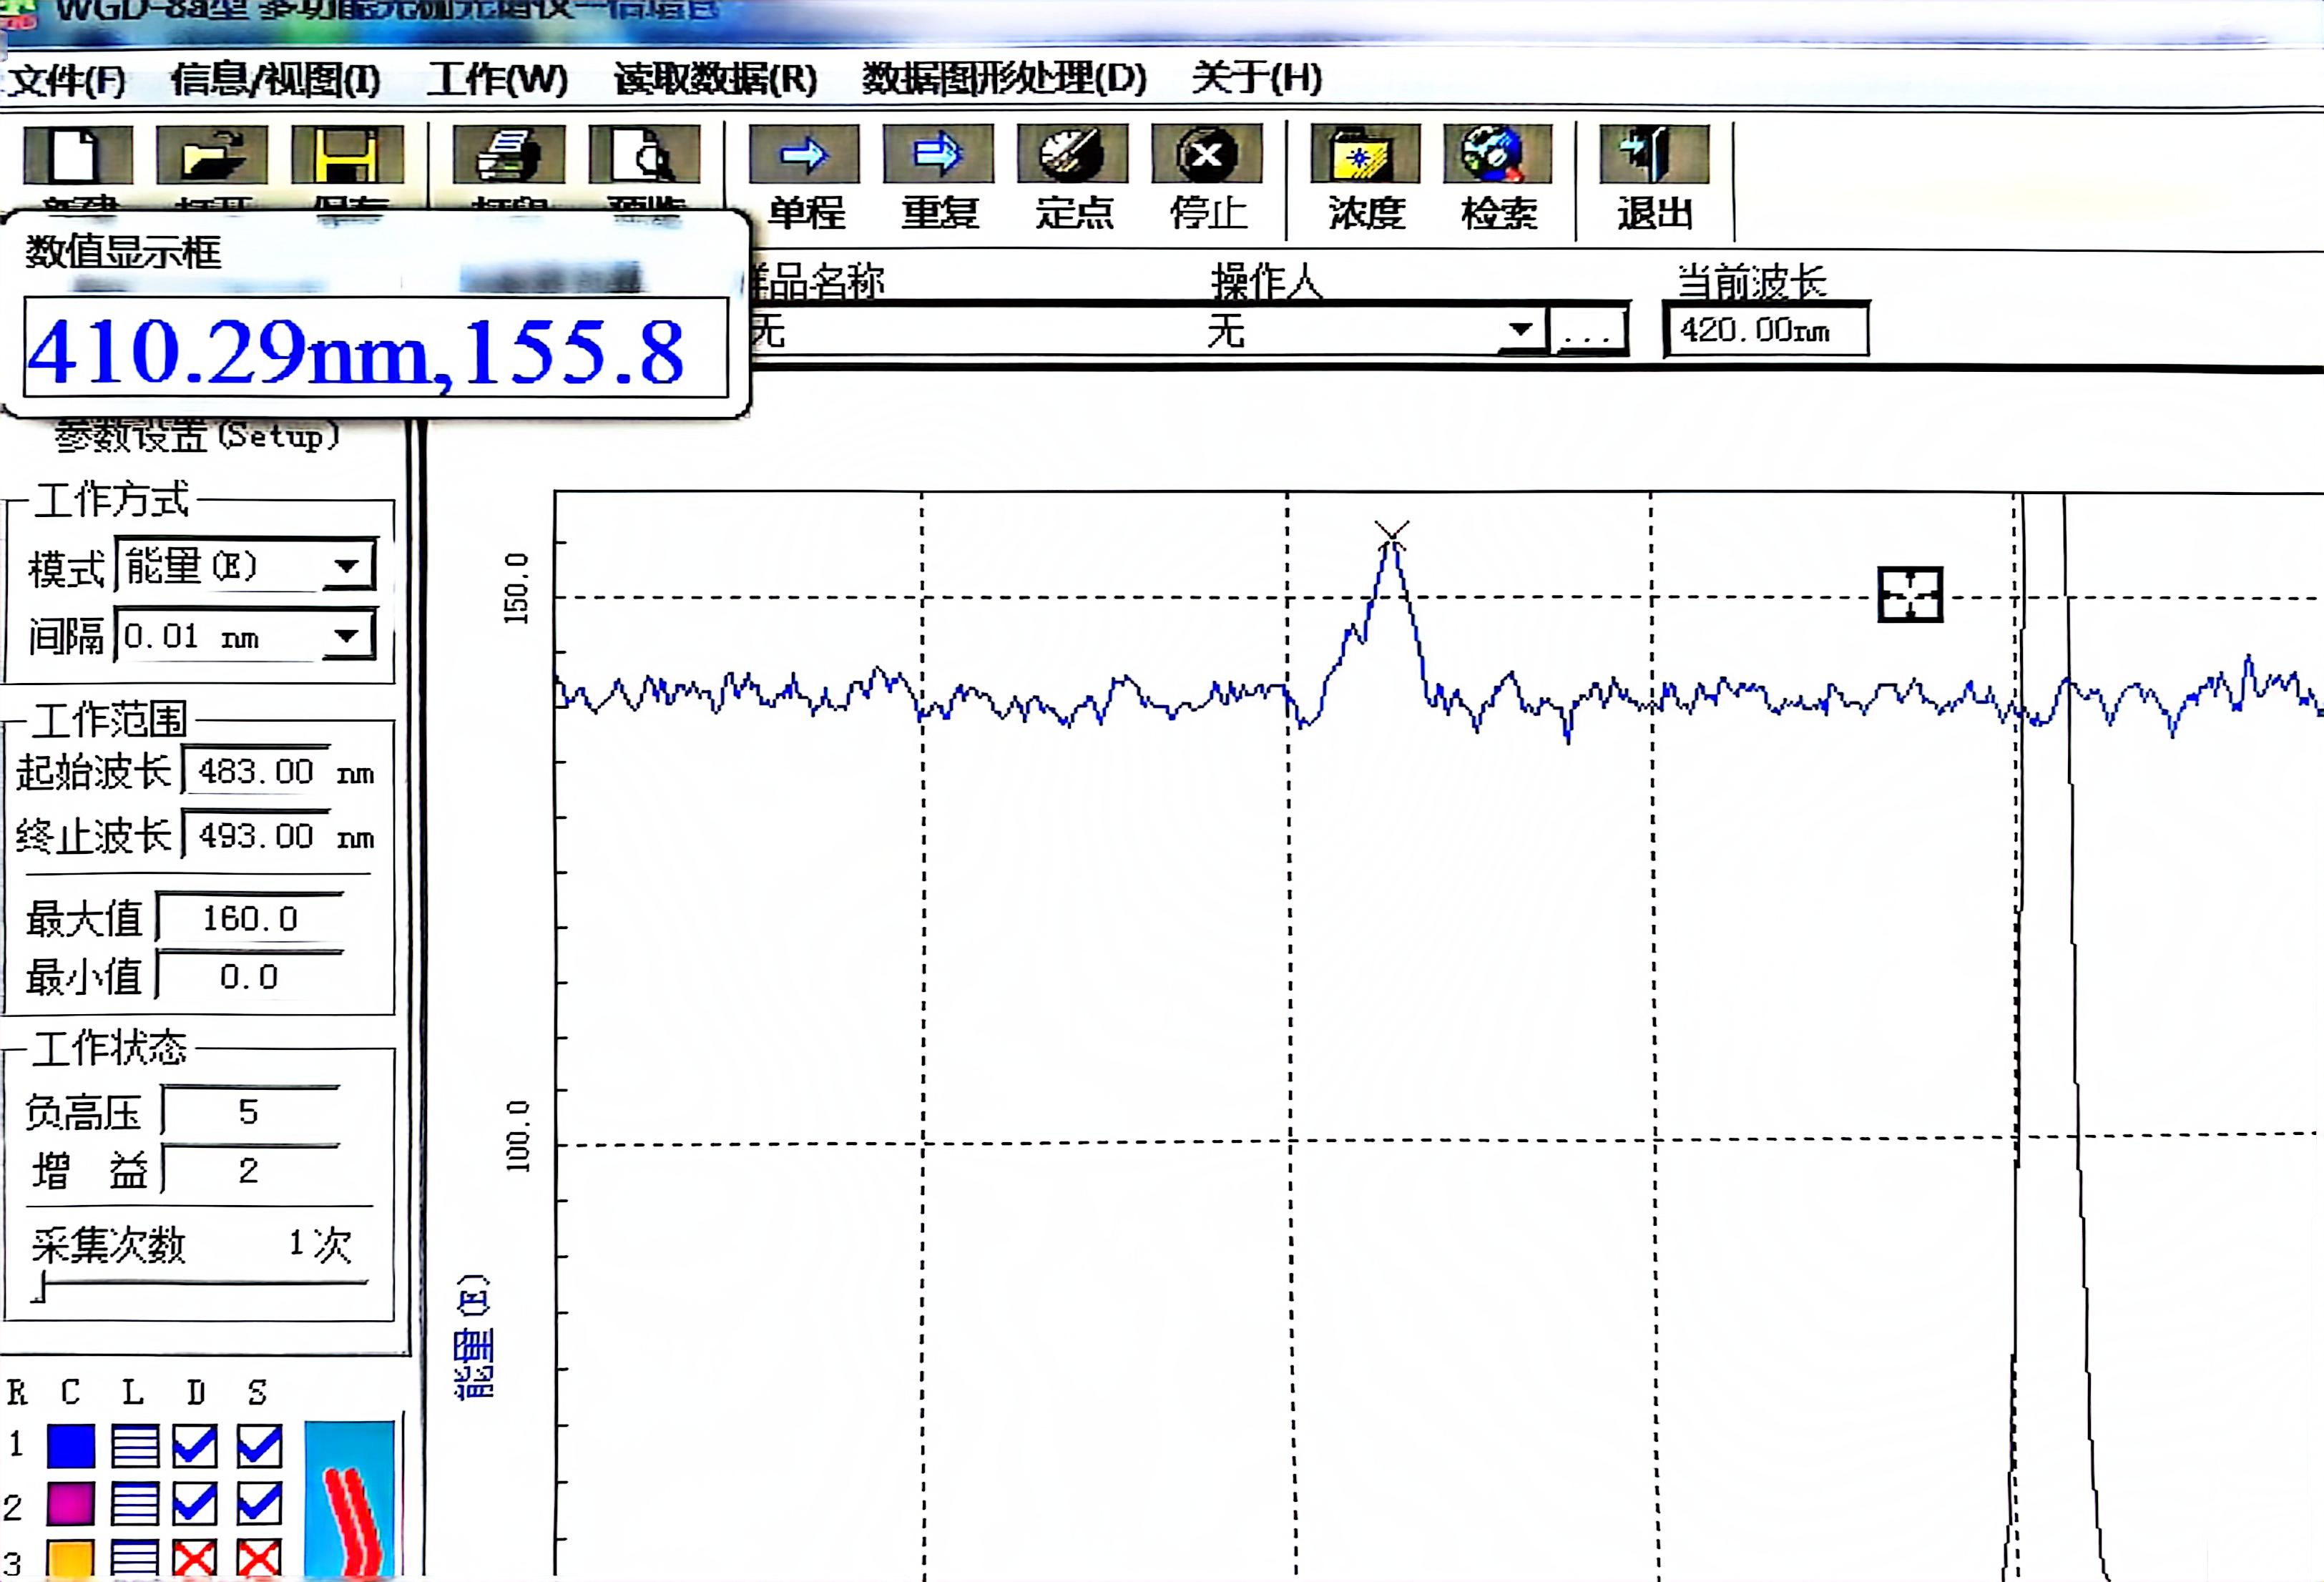 WGD-8a型 多功能光栅光谱仪
文件(F) 信息/视图(I) 工作(W) 读取数据(R) 数据图形处理(D) 关于(H)
新建 打开 保存 打印 预览 单程 重复 定点 停止 浓度 检索 退出
数值显示框
410.29nm,155.8
样品名称 操作人 当前波长
无 无 ... 420.00nm
参数设置(Setup)
工作方式
模式 能量(E)
间隔 0.01 nm
工作范围
起始波长 483.00 nm
终止波长 493.00 nm
最大值 160.0
最小值 0.0
工作状态
负高压 5
增 益 2
采集次数 1次
R C L D S
1
2
3
150.0
100.0
能量(E)